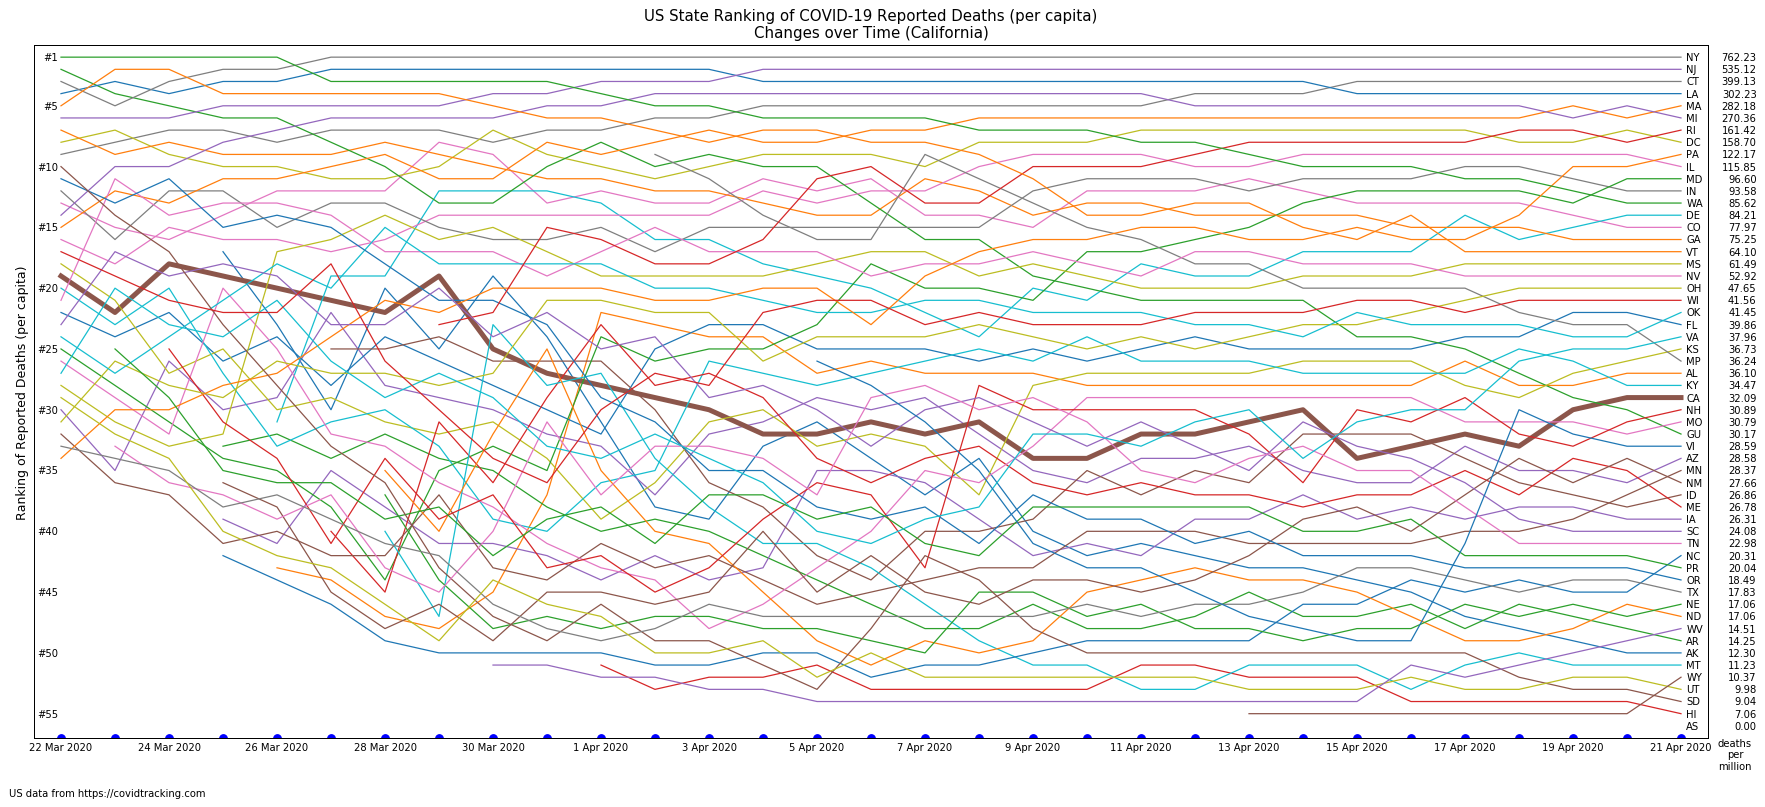 US State Ranking of COVID-19 Reported Deaths (per capita)
Changes over Time (California)
Ranking of Reported Deaths (per capita)
#1
#5
#10
#15
#20
#25
#30
#35
#40
#45
#50
#55
NY 762.23
NJ 535.12
CT 399.13
LA 302.23
MA 282.18
MI 270.36
RI 161.42
DC 158.70
PA 122.17
IL 115.85
MD 96.60
IN 93.58
WA 85.62
DE 84.21
CO 77.97
GA 75.25
VT 64.10
MS 61.49
NV 52.92
OH 47.65
WI 41.56
OK 41.45
FL 39.86
VA 37.96
KS 36.73
MP 36.24
AL 36.10
KY 34.47
CA 32.09
NH 30.89
MO 30.79
GU 30.17
VI 28.59
AZ 28.58
MN 28.37
NM 27.66
ID 26.86
ME 26.78
IA 26.31
SC 24.08
TN 22.98
NC 20.31
PR 20.04
OR 18.49
TX 17.83
NE 17.06
ND 17.06
WV 14.51
AR 14.25
AK 12.30
MT 11.23
WY 10.37
UT 9.98
SD 9.04
HI 7.06
AS 0.00
22 Mar 2020 24 Mar 2020 26 Mar 2020 28 Mar 2020 30 Mar 2020 1 Apr 2020 3 Apr 2020 5 Apr 2020 7 Apr 2020 9 Apr 2020 11 Apr 2020 13 Apr 2020 15 Apr 2020 17 Apr 2020 19 Apr 2020 21 Apr 2020
deaths
per
million
US data from https://covidtracking.com